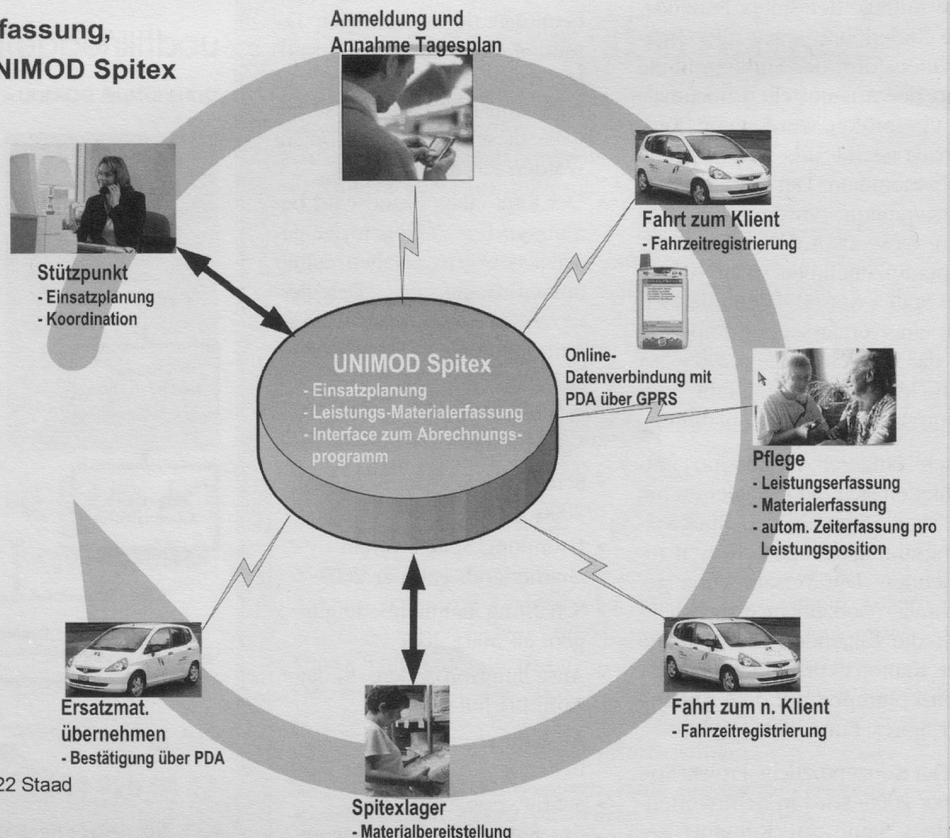 fassung,
NIMOD Spitex
Anmeldung und
Annahme Tagesplan
Fahrt zum Klient
- Fahrzeitregistrierung
Stützpunkt
- Einsatzplanung
- Koordination
UNIMOD Spitex
- Einsatzplanung
- Leistungs-Materialerfassung
- Interface zum Abrechnungs-
programm
Online-
Datenverbindung mit
PDA über GPRS
Pflege
- Leistungserfassung
- Materialerfassung
- autom. Zeiterfassung pro
Leistungsposition
Fahrt zum n. Klient
- Fahrzeitregistrierung
Ersatzmat.
übernehmen
- Bestätigung über PDA
22 Staad
Spitexlager
- Materialbereitstellung